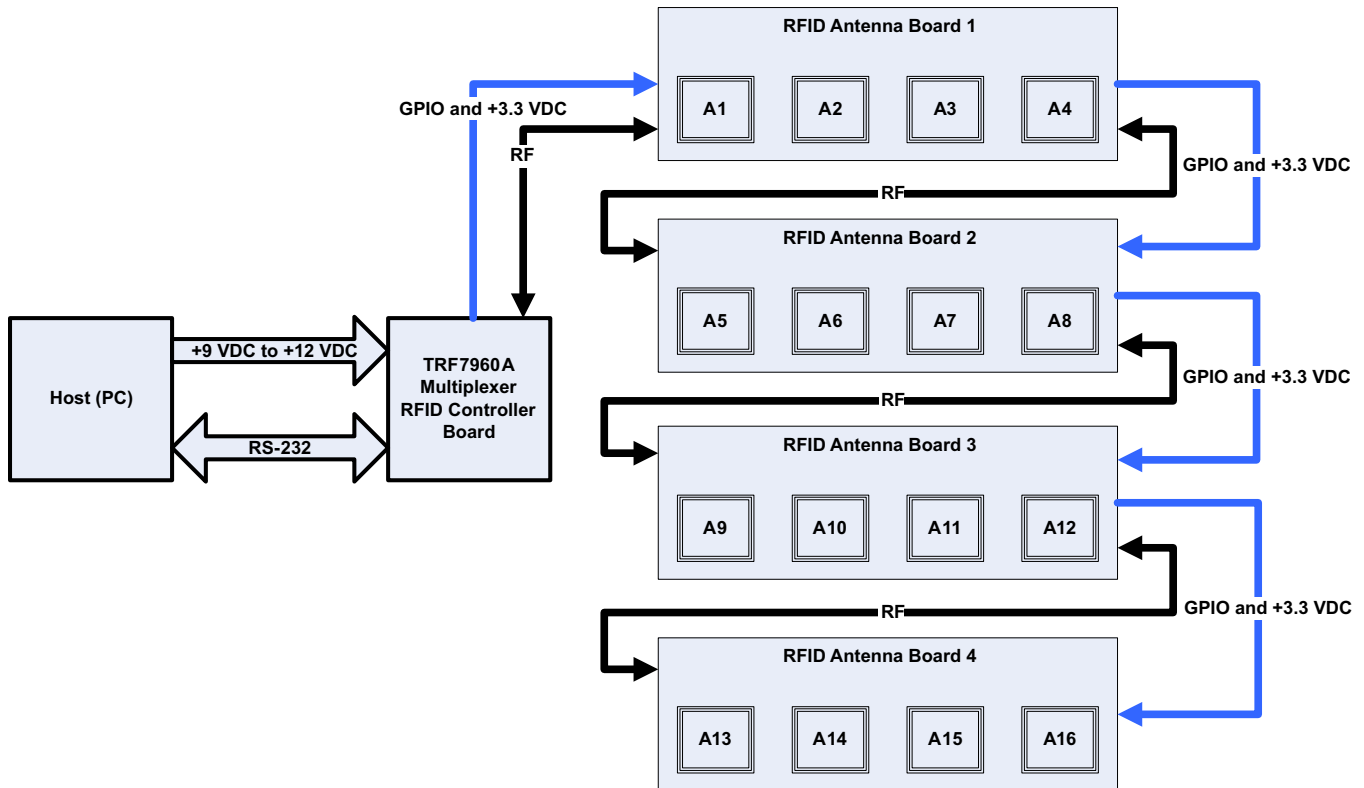 RFID Antenna Board 1
A1
A2
A3
A4
GPIO and +3.3 VDC
RF
GPIO and +3.3 VDC
RF
RFID Antenna Board 2
A5
A6
A7
A8
+9 VDC to +12 VDC
Host (PC)
RS-232
TRF7960A
Multiplexer
RFID Controller
Board
GPIO and +3.3 VDC
RF
RFID Antenna Board 3
A9
A10
A11
A12
GPIO and +3.3 VDC
RF
RFID Antenna Board 4
A13
A14
A15
A16